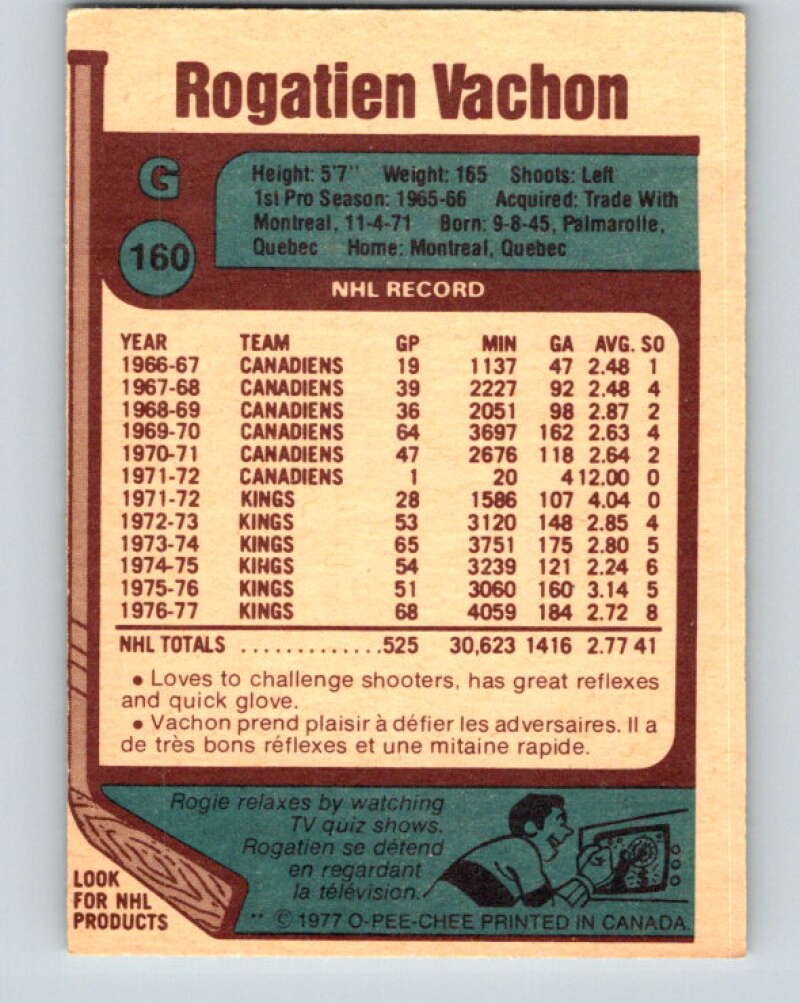 Rogatien Vachon
G
160
Height: 5'7" Weight: 165 Shoots: Left
1st Pro Season: 1965-66 Acquired: Trade With
Montreal, 11-4-71 Born: 9-8-45, Palmarolle,
Quebec Home: Montreal, Quebec
NHL RECORD
YEAR TEAM GP MIN GA AVG. SO
1966-67 CANADIENS 19 1137 47 2.48 1
1967-68 CANADIENS 39 2227 92 2.48 4
1968-69 CANADIENS 36 2051 98 2.87 2
1969-70 CANADIENS 64 3697 162 2.63 4
1970-71 CANADIENS 47 2676 118 2.64 2
1971-72 CANADIENS 1 20 4 12.00 0
1971-72 KINGS 28 1586 107 4.04 0
1972-73 KINGS 53 3120 148 2.85 4
1973-74 KINGS 65 3751 175 2.80 5
1974-75 KINGS 54 3239 121 2.24 6
1975-76 KINGS 51 3060 160 3.14 5
1976-77 KINGS 68 4059 184 2.72 8
NHL TOTALS .............525 30,623 1416 2.77 41
• Loves to challenge shooters, has great reflexes
and quick glove.
• Vachon prend plaisir à défier les adversaires. Il a
de très bons réflexes et une mitaine rapide.
Rogie relaxes by watching
TV quiz shows.
Rogatien se détend
en regardant
la télévision.
LOOK
FOR NHL
PRODUCTS
** © 1977 O-PEE-CHEE PRINTED IN CANADA.